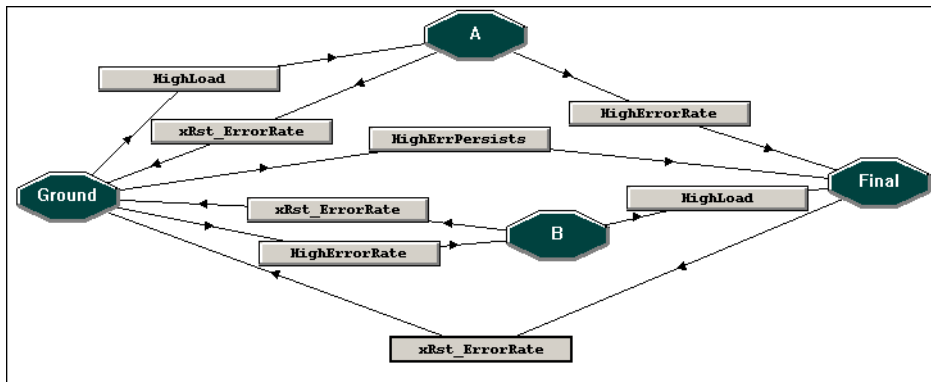 A
HighLoad
HighErrorRate
xRst_ErrorRate
HighErrPersists
Ground
Final
HighLoad
xRst_ErrorRate
B
HighErrorRate
xRst_ErrorRate